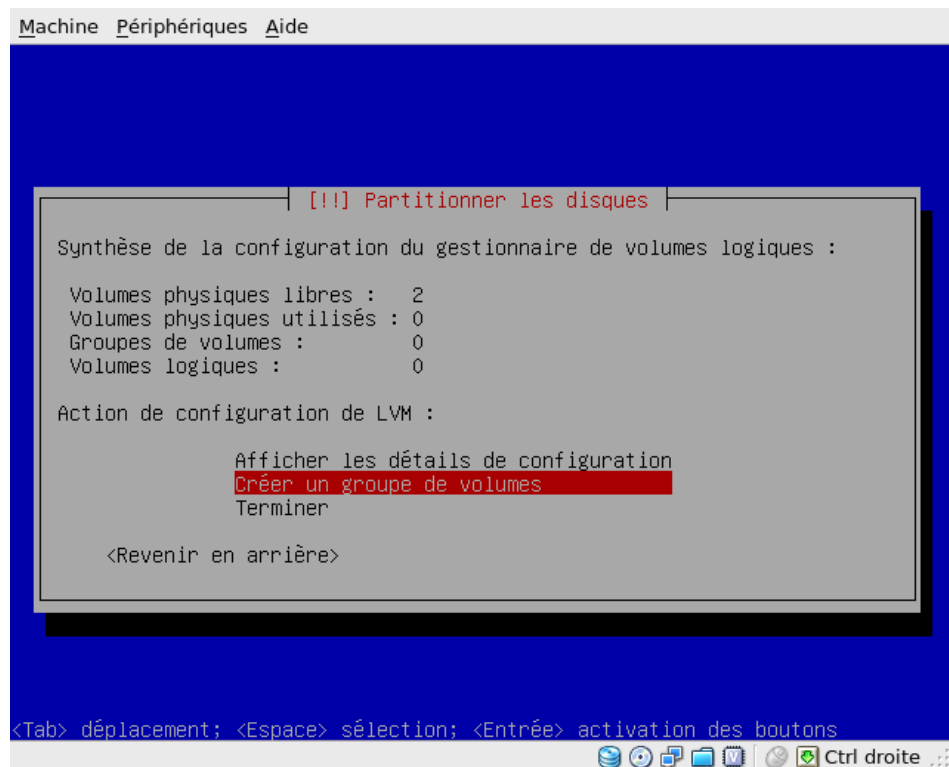 Machine Périphériques Aide
[!!] Partitionner les disques
Synthèse de la configuration du gestionnaire de volumes logiques :
Volumes physiques libres : 2
Volumes physiques utilisés : 0
Groupes de volumes : 0
Volumes logiques : 0
Action de configuration de LVM :
Afficher les détails de configuration
Créer un groupe de volumes
Terminer
<Revenir en arrière>
<Tab> déplacement; <Espace> sélection; <Entrée> activation des boutons
Ctrl droite